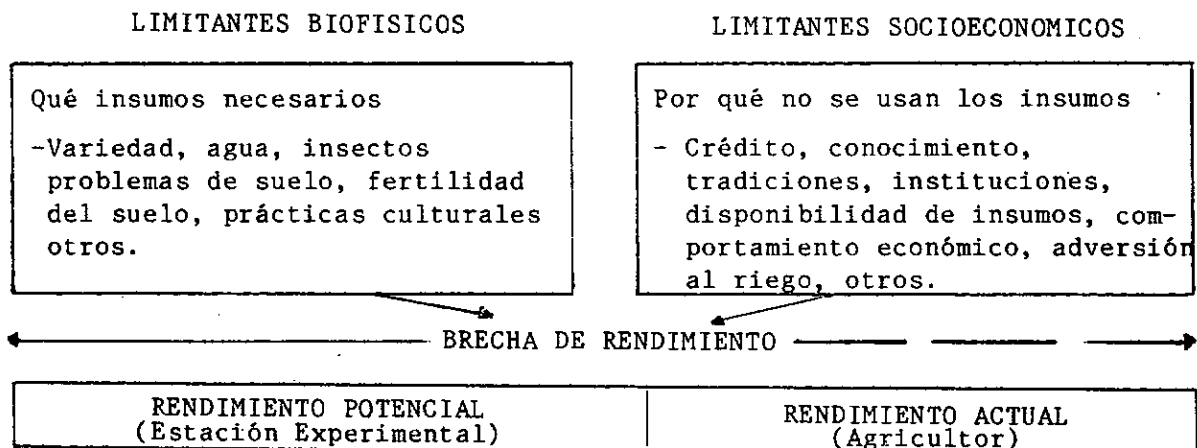 LIMITANTES BIOFISICOS
Qué insumos necesarios
-Variedad, agua, insectos
problemas de suelo, fertilidad
del suelo, prácticas culturales
otros.
LIMITANTES SOCIOECONOMICOS
Por qué no se usan los insumos
- Crédito, conocimiento,
tradiciones, instituciones,
disponibilidad de insumos, com-
portamiento económico, adversión
al riego, otros.
BRECHA DE RENDIMIENTO
RENDIMIENTO POTENCIAL
(Estación Experimental)
RENDIMIENTO ACTUAL
(Agricultor)